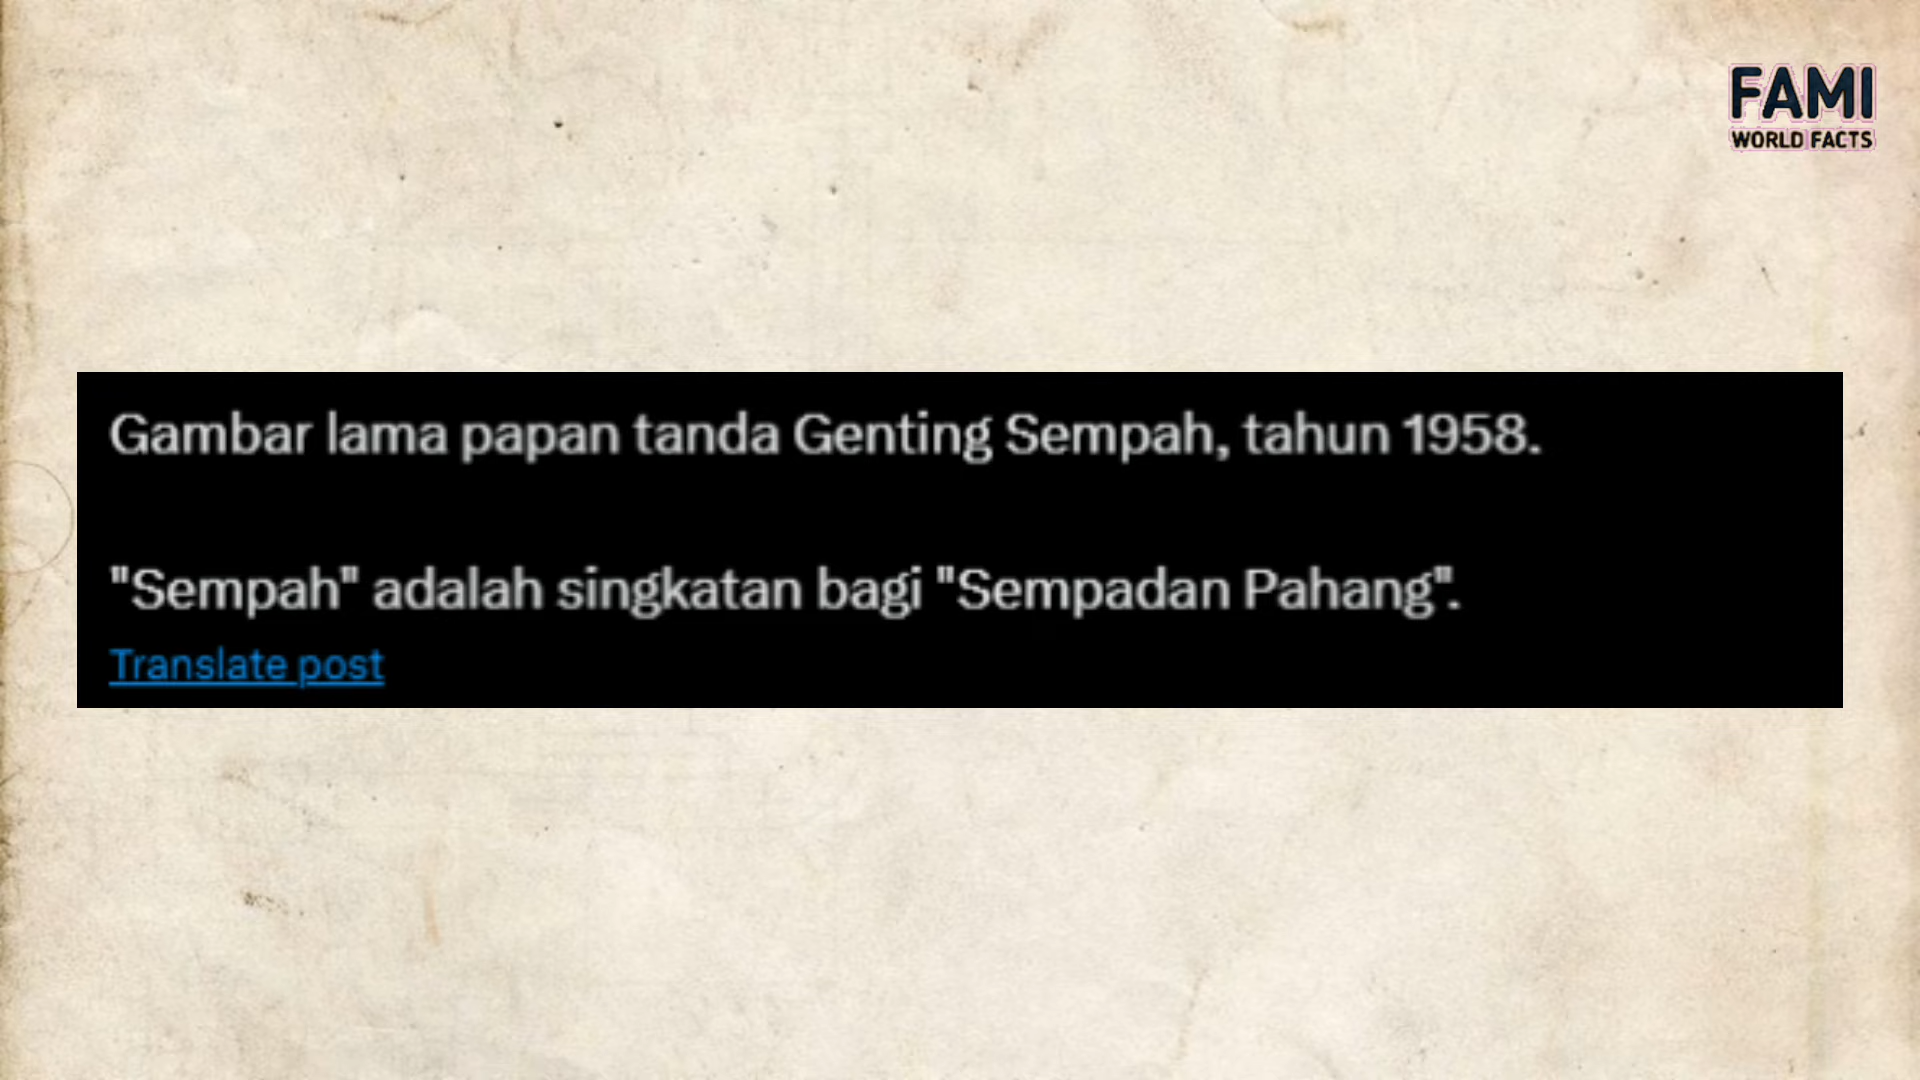 FAMI
WORLD FACTS
Gambar lama papan tanda Genting Sempah, tahun 1958.
"Sempah" adalah singkatan bagi "Sempadan Pahang".
Translate post